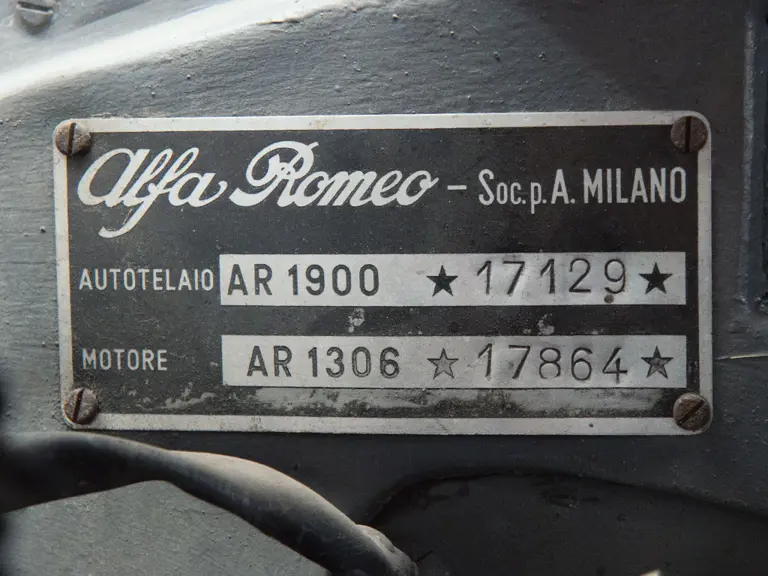 Alfa Romeo – Soc. p. A. MILANO
AUTOTELAIO AR 1900 ★ 17129 ★
MOTORE AR 1306 ☆ 17864 ★